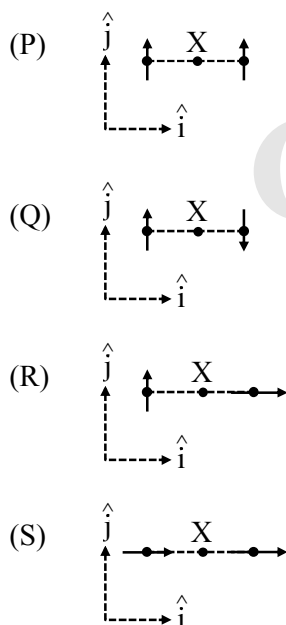 (P) ĵ X
î
(Q) ĵ X
î
(R) ĵ X
î
(S) ĵ X
î